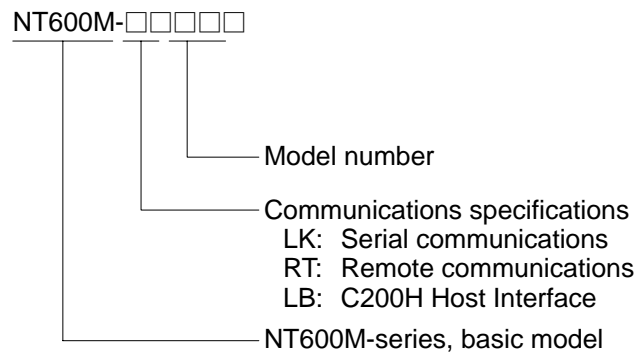 NT600M-□□□□□
Model number
Communications specifications
LK: Serial communications
RT: Remote communications
LB: C200H Host Interface
NT600M-series, basic model